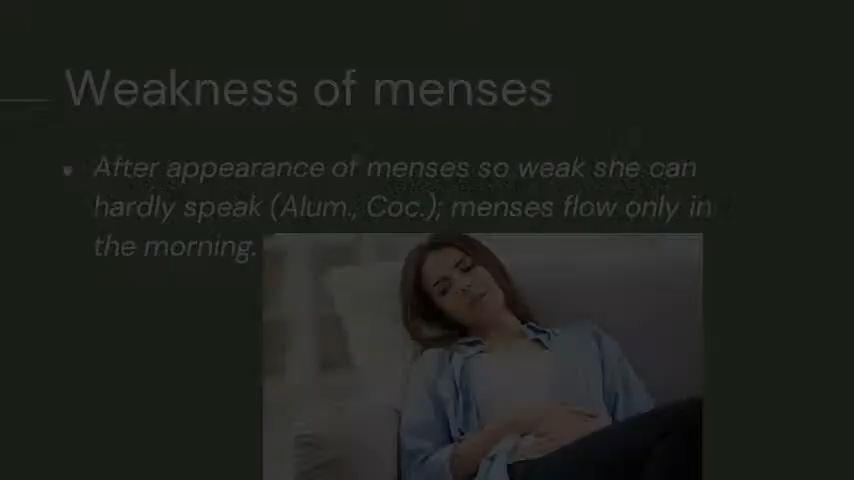 Weakness of menses
After appearance of menses so weak she can
hardly speak (Alum., Coc.); menses flow only in
the morning.